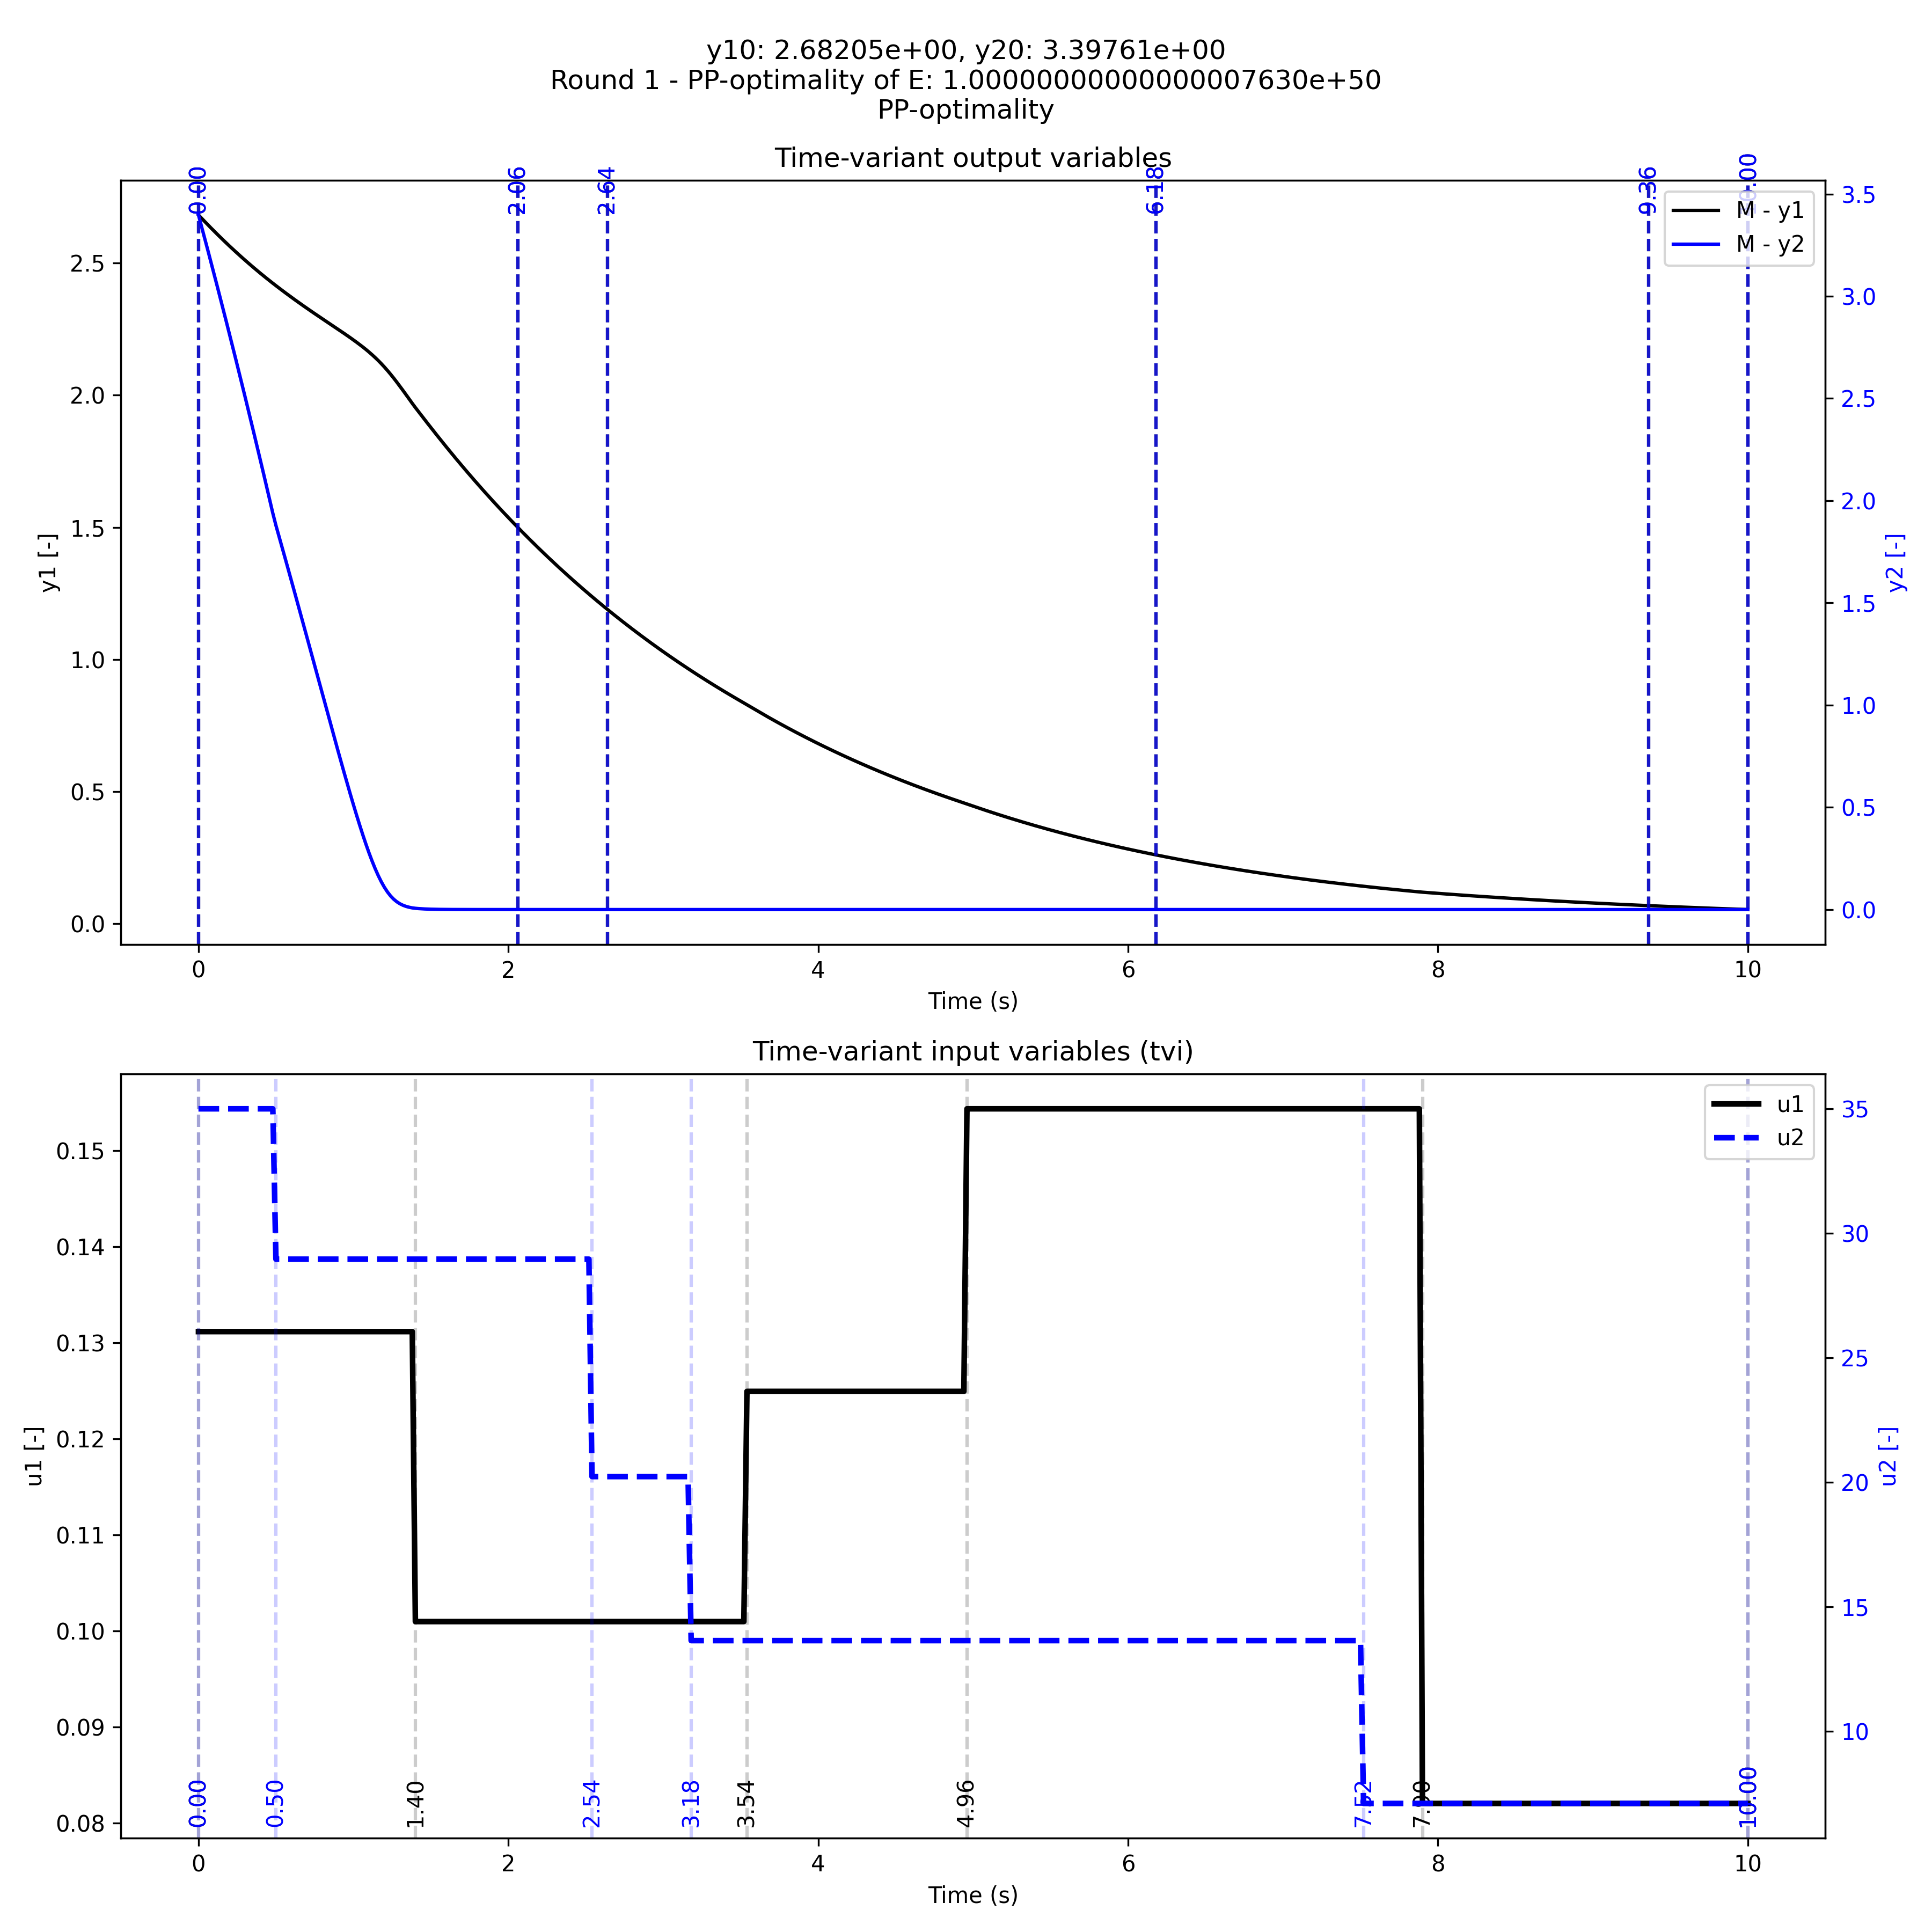 y10: 2.68205e+00, y20: 3.39761e+00
Round 1 - PP-optimality of E: 1.00000000000000007630e+50
PP-optimality
Time-variant output variables
0.00
2.06
2.64
6.18
9.36
M - y1
M - y2
2.5
2.0
1.5
1.0
0.5
0.0
y1 [-]
3.5
3.0
2.5
2.0
1.5
1.0
0.5
0.0
y2 [-]
0 2 4 6 8 10
Time (s)
Time-variant input variables (tvi)
u1
u2
0.15
0.14
0.13
0.12
0.11
0.10
0.09
0.08
u1 [-]
35
30
25
20
15
10
u2 [-]
0.00
0.50
1.40
2.54
3.18
3.54
4.96
7.52
7.90
10.00
0 2 4 6 8 10
Time (s)